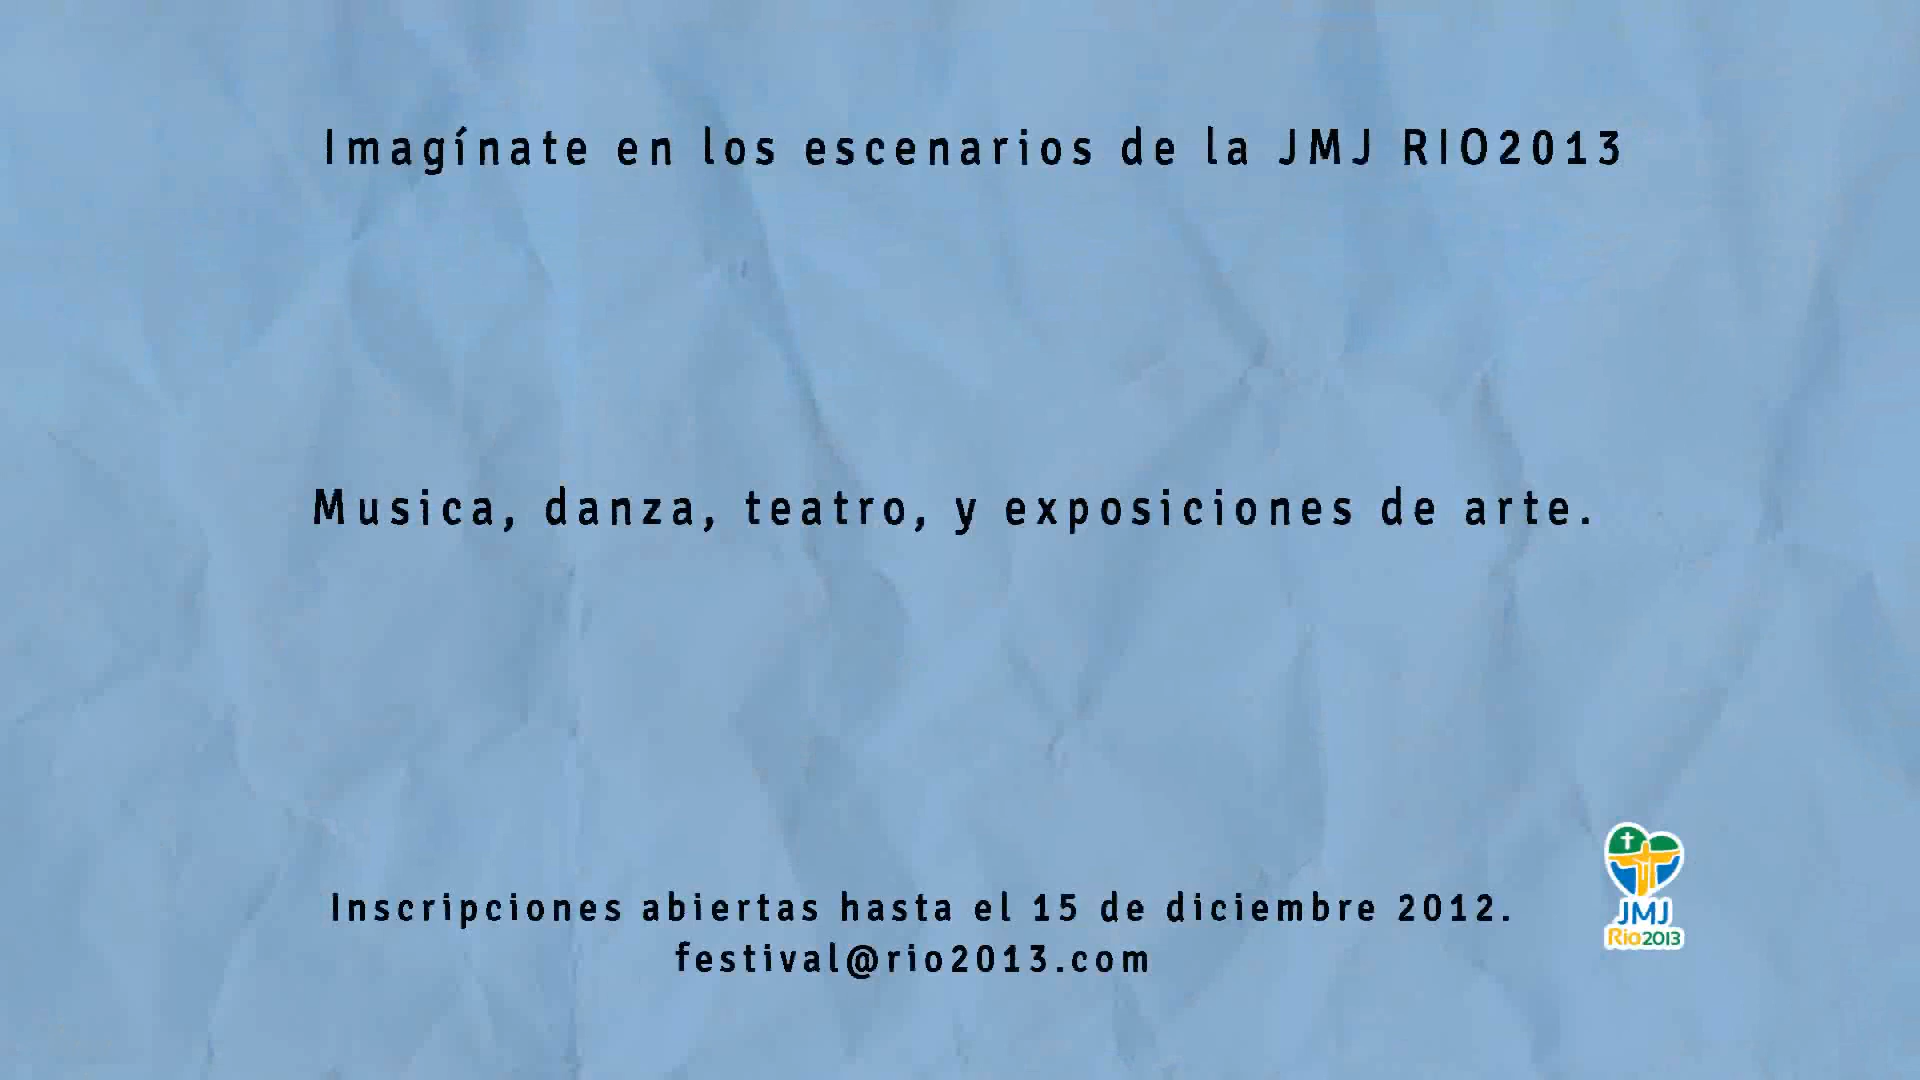 Imagínate en los escenarios de la JMJ RIO2013
Musica, danza, teatro, y exposiciones de arte.
Inscripciones abiertas hasta el 15 de diciembre 2012.
festival@rio2013.com
JMJ
Rio2013